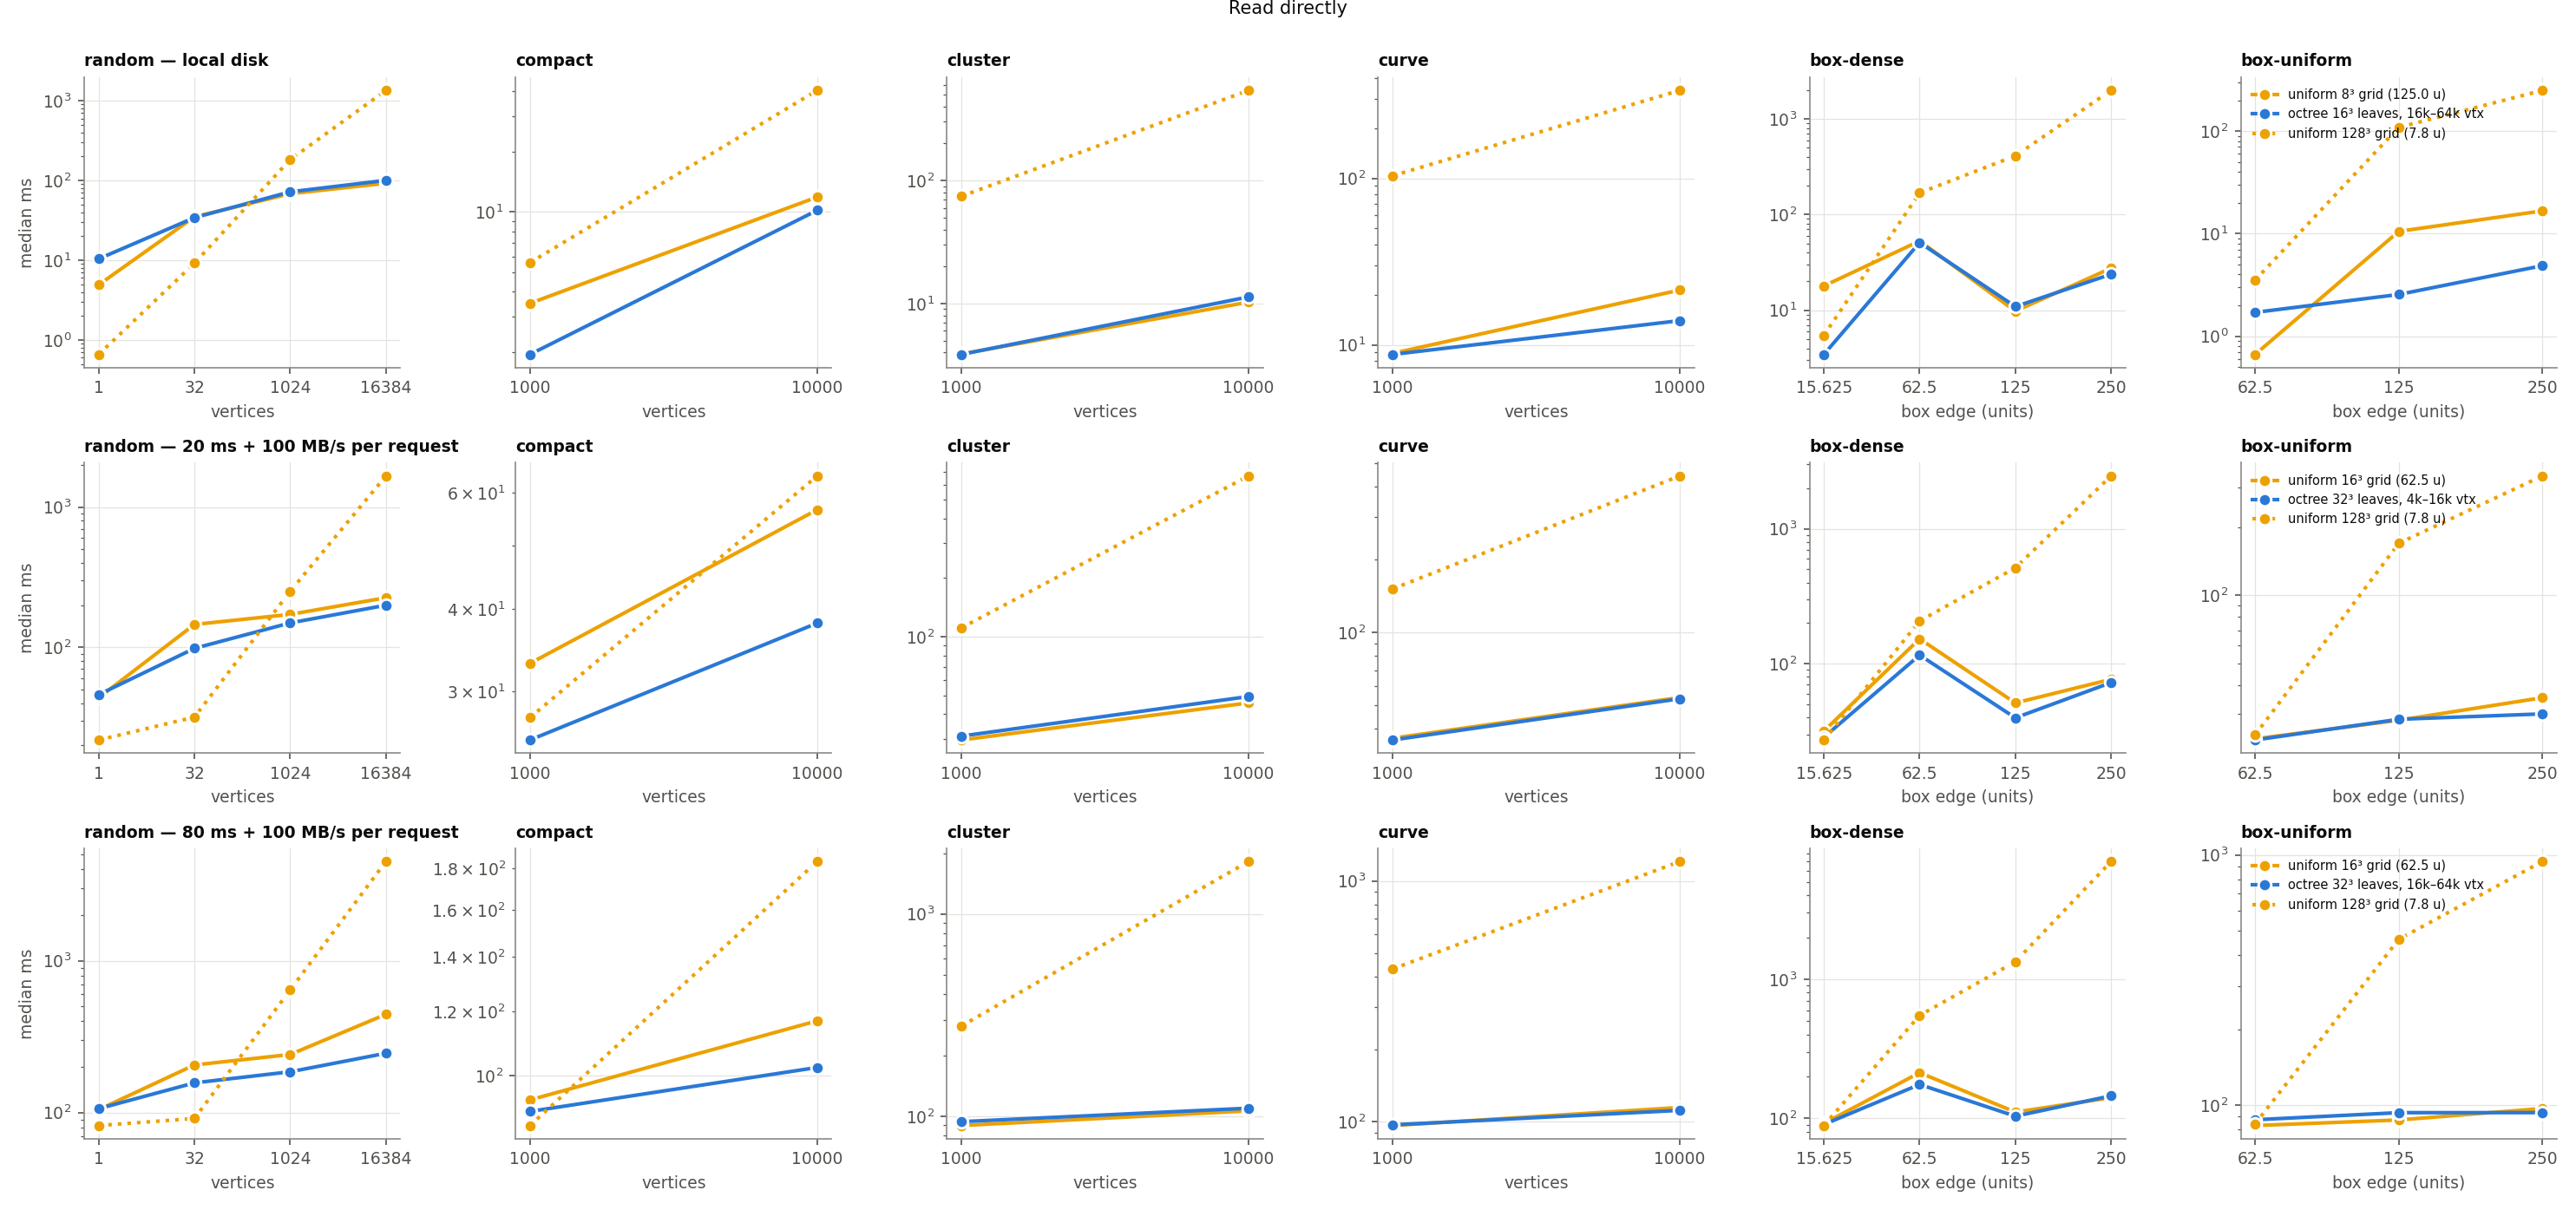 Read directly
random — local disk
compact
cluster
curve
box-dense
box-uniform
median ms
10³
10²
10¹
10⁰
1
32
1024
16384
vertices
10¹
1000
10000
vertices
10²
10¹
1000
10000
vertices
10²
10¹
1000
10000
vertices
10³
10²
10¹
15.625
62.5
125
250
box edge (units)
10²
10¹
10⁰
uniform 8³ grid (125.0 u)
octree 16³ leaves, 16k–64k vtx
uniform 128³ grid (7.8 u)
62.5
125
250
box edge (units)
random — 20 ms + 100 MB/s per request
compact
cluster
curve
box-dense
box-uniform
median ms
10³
10²
1
32
1024
16384
vertices
6 × 10¹
4 × 10¹
3 × 10¹
1000
10000
vertices
10²
1000
10000
vertices
10²
1000
10000
vertices
10³
10²
15.625
62.5
125
250
box edge (units)
10²
uniform 16³ grid (62.5 u)
octree 32³ leaves, 4k–16k vtx
uniform 128³ grid (7.8 u)
62.5
125
250
box edge (units)
random — 80 ms + 100 MB/s per request
compact
cluster
curve
box-dense
box-uniform
median ms
10³
10²
1
32
1024
16384
vertices
1.8 × 10²
1.6 × 10²
1.4 × 10²
1.2 × 10²
10²
1000
10000
vertices
10³
10²
1000
10000
vertices
10³
10²
1000
10000
vertices
10³
10²
15.625
62.5
125
250
box edge (units)
10³
10²
uniform 16³ grid (62.5 u)
octree 32³ leaves, 16k–64k vtx
uniform 128³ grid (7.8 u)
62.5
125
250
box edge (units)